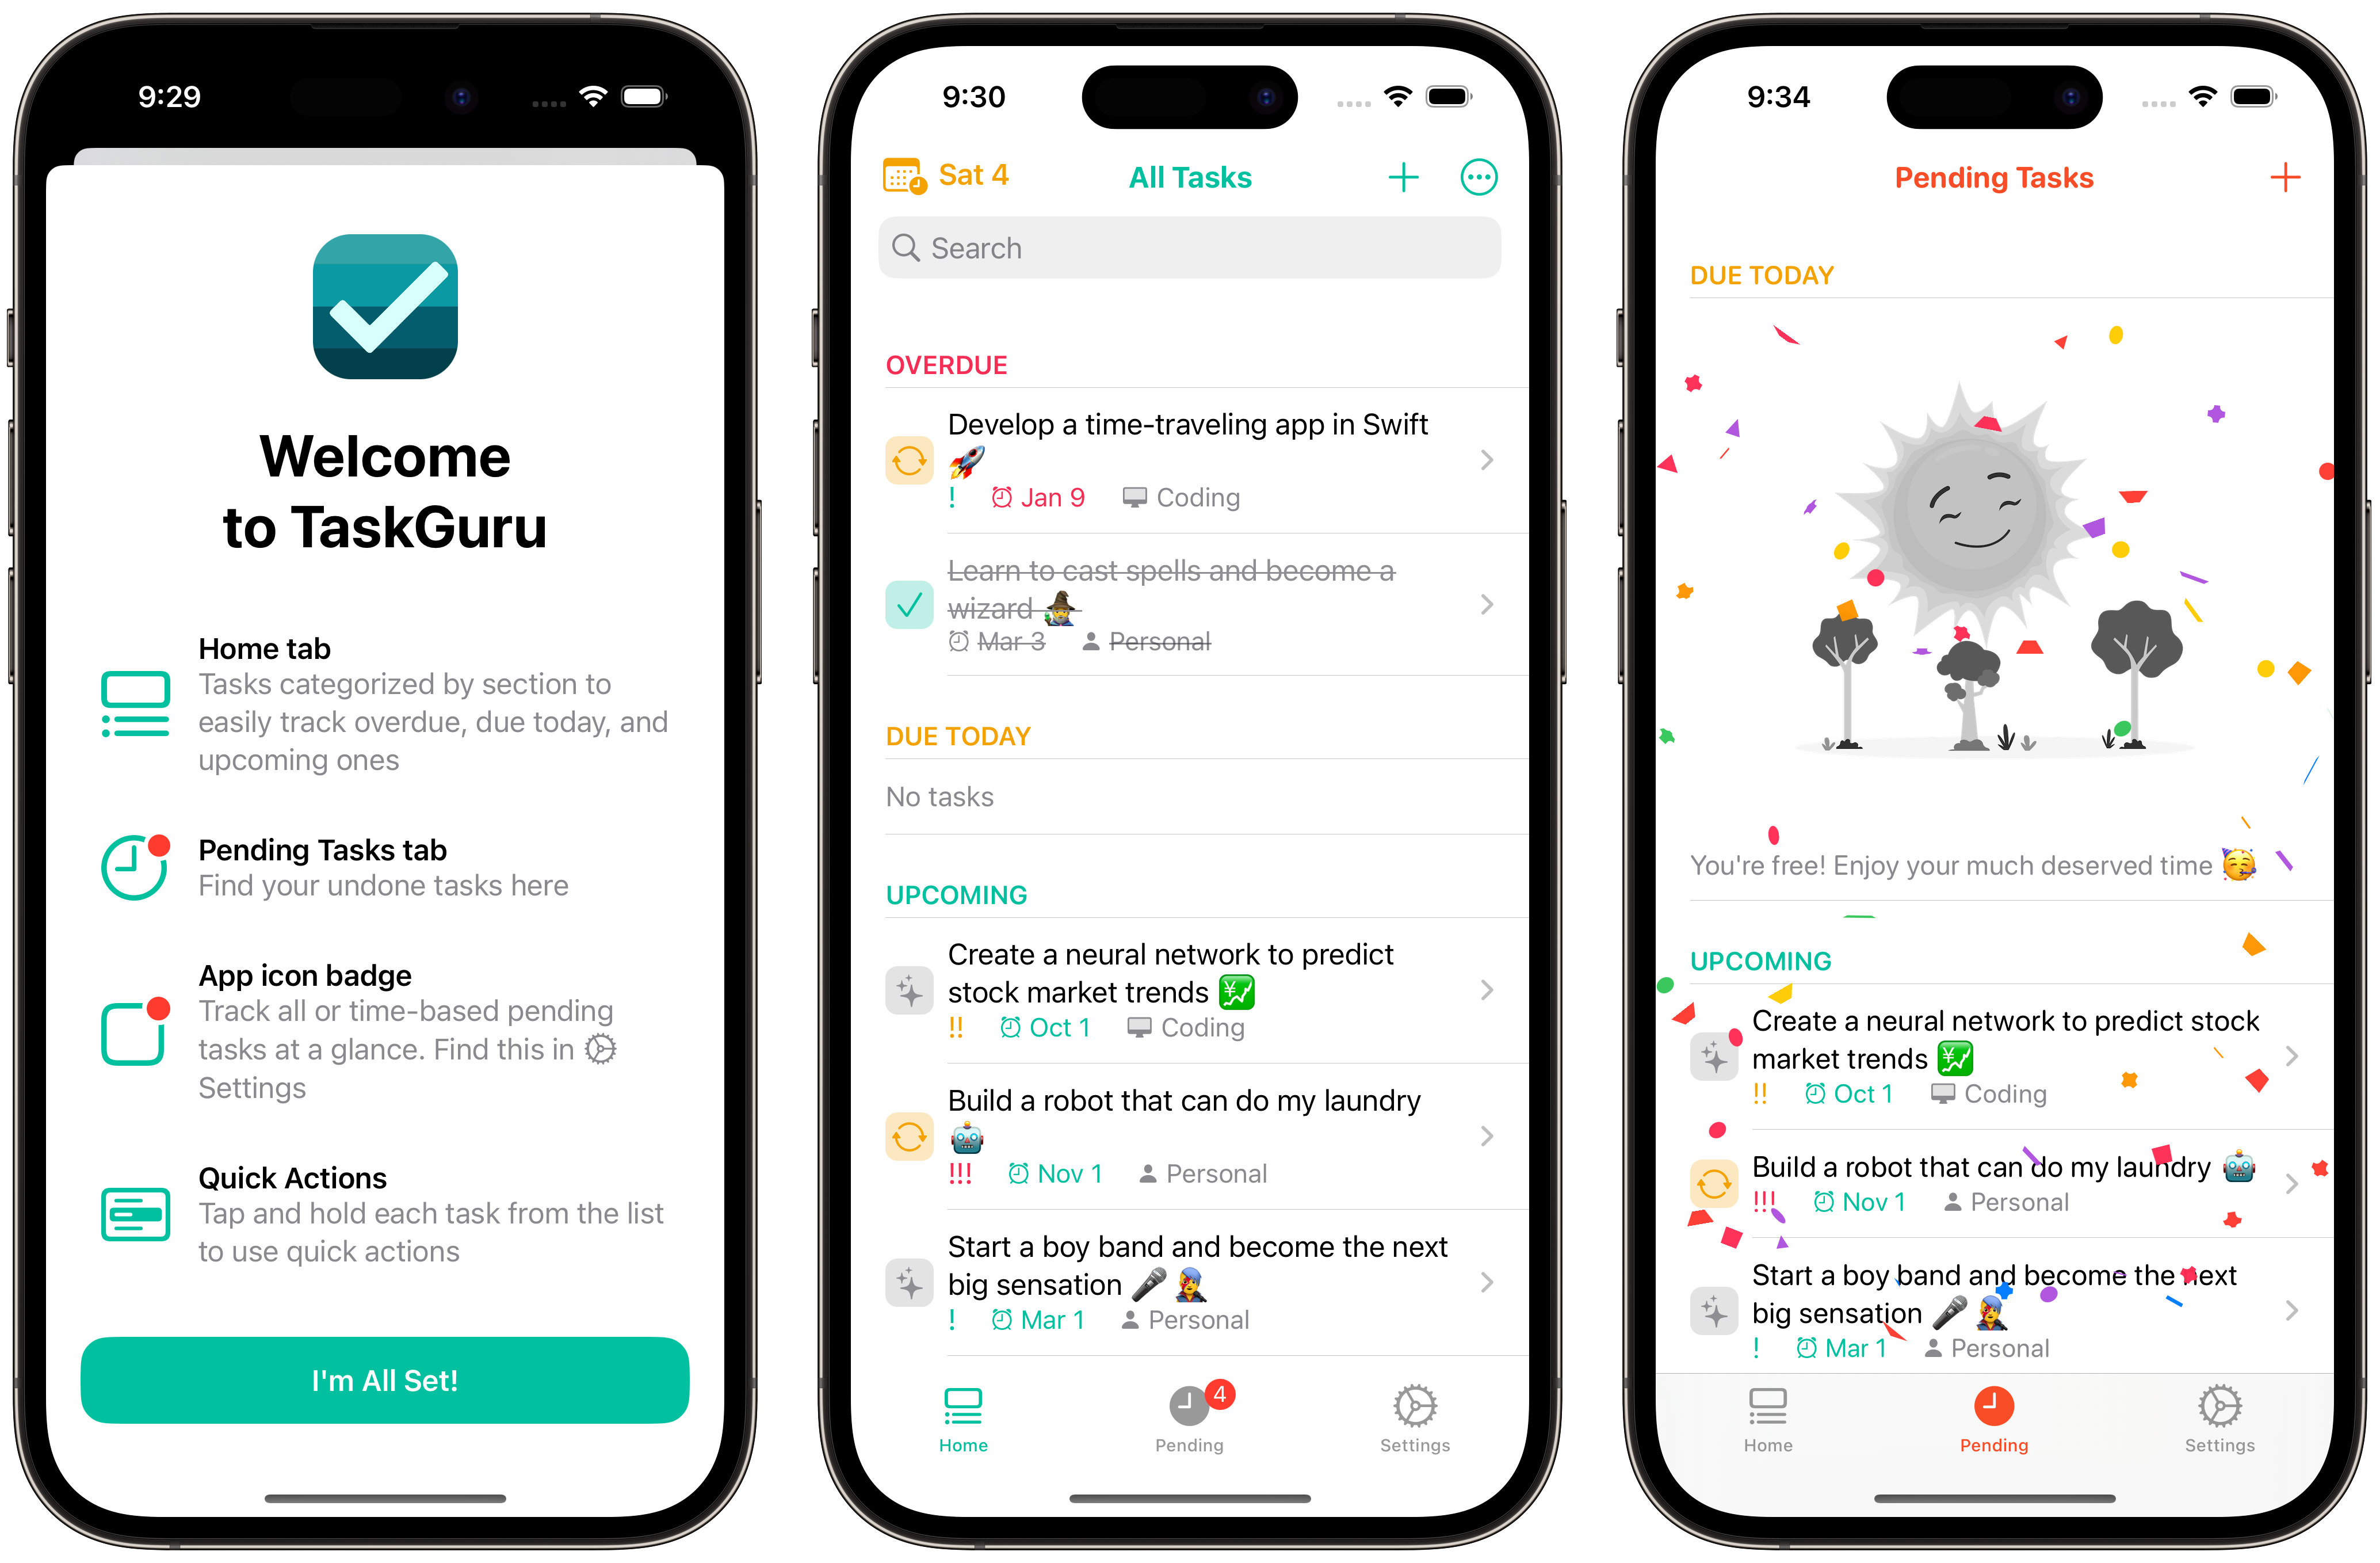 9:29
Welcome
to TaskGuru
Home tab
Tasks categorized by section to
easily track overdue, due today, and
upcoming ones
Pending Tasks tab
Find your undone tasks here
App icon badge
Track all or time-based pending
tasks at a glance. Find this in
Settings
Quick Actions
Tap and hold each task from the list
to use quick actions
I'm All Set!
9:30
Sat 4
All Tasks
Search
OVERDUE
Develop a time-traveling app in Swift
🚀
! Jan 9 Coding
Learn to cast spells and become a
wizard 🧙‍♂️
Mar 3 Personal
DUE TODAY
No tasks
UPCOMING
Create a neural network to predict
stock market trends 💹
!! Oct 1 Coding
Build a robot that can do my laundry
🤖
!!! Nov 1 Personal
Start a boy band and become the next
big sensation 🎤 👨‍🎤
! Mar 1 Personal
4
Home Pending Settings
9:34
Pending Tasks
DUE TODAY
You're free! Enjoy your much deserved time 🥳
UPCOMING
Create a neural network to predict stock
market trends 💹
!! Oct 1 Coding
Build a robot that can do my laundry 🤖
!!! Nov 1 Personal
Start a boy band and become the next
big sensation 🎤 👨‍🎤
! Mar 1 Personal
Home Pending Settings